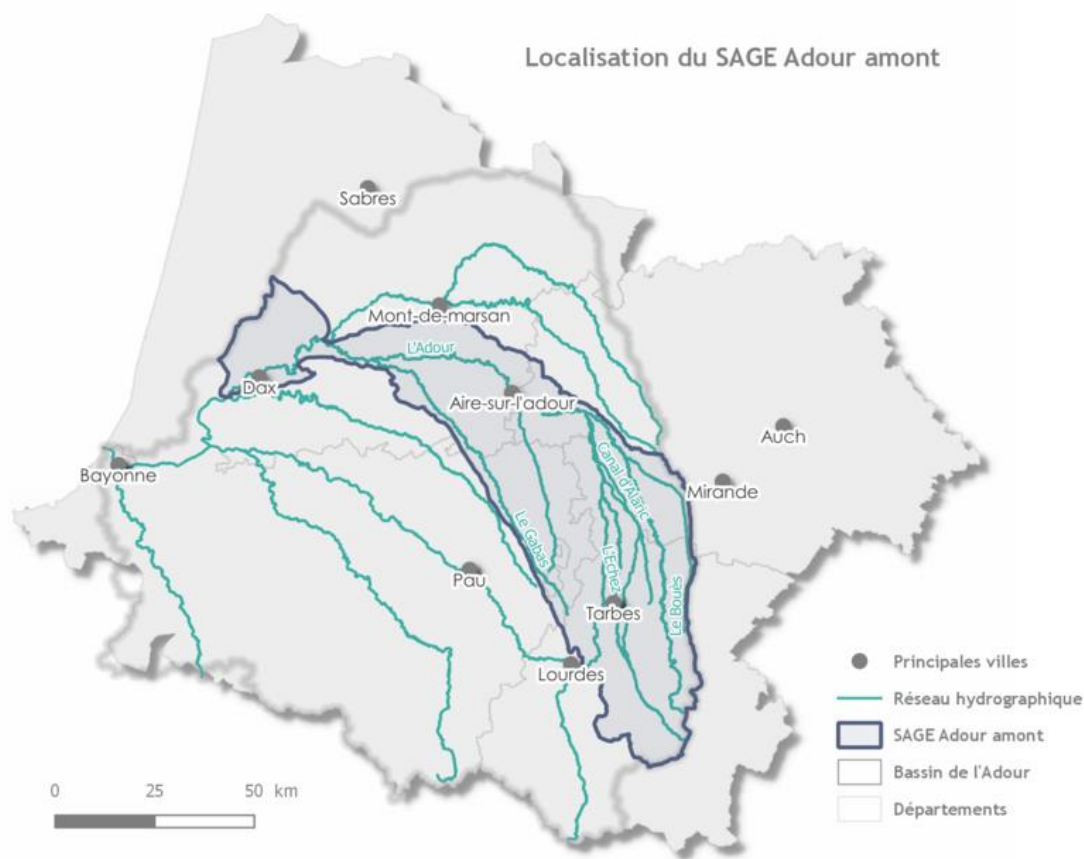 Localisation du SAGE Adour amont
Sabres
Mont-de-marsan
L'Adour
Dax
Aire-sur-l'adour
Auch
Canal d'Alaric
Bayonne
Mirande
Le Gabas
L'Echez
Pau
Tarbes
Le Bouès
Lourdes
Principales villes
Réseau hydrographique
SAGE Adour amont
Bassin de l'Adour
Départements
0 25 50 km